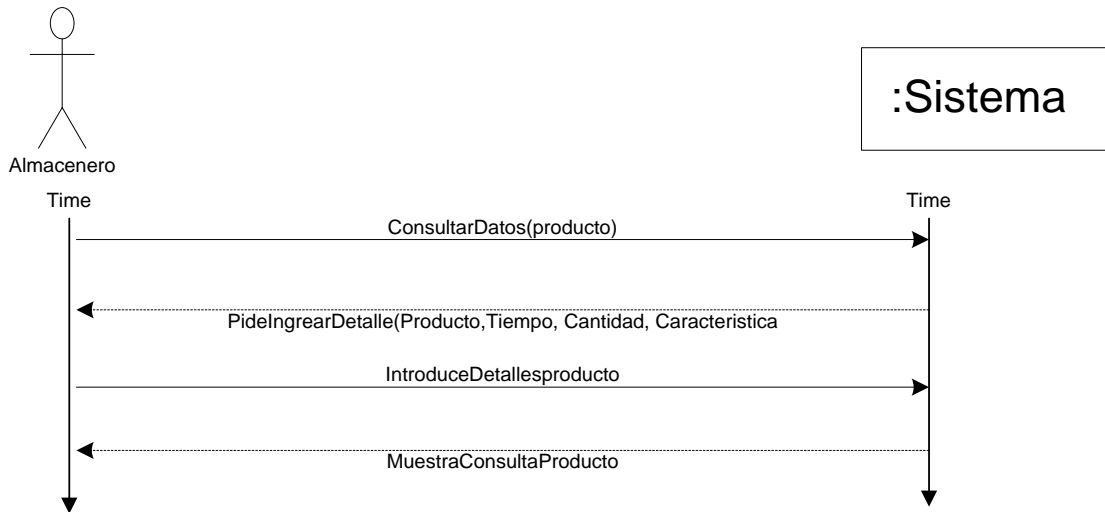 :Sistema
Almacenero
Time
Time
ConsultarDatos(producto)
PideIngrearDetalle(Producto,Tiempo, Cantidad, Caracteristica
IntroduceDetallesproducto
MuestraConsultaProducto